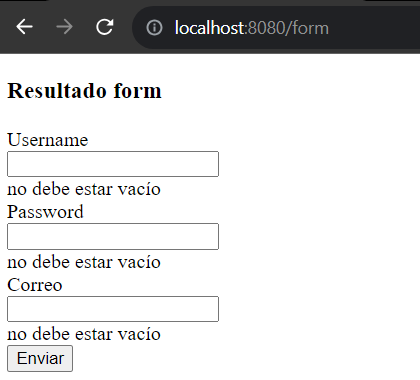 localhost:8080/form
Resultado form
Username
no debe estar vacío
Password
no debe estar vacío
Correo
no debe estar vacío
Enviar